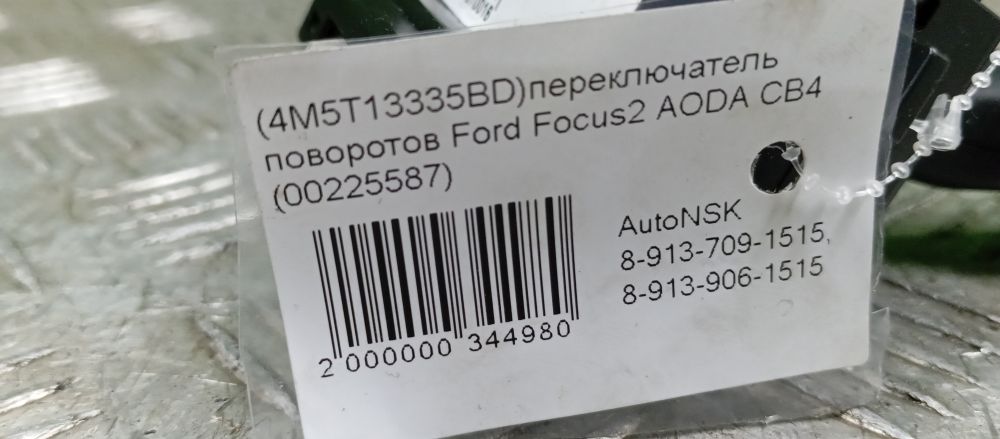 (4M5T13335BD)переключатель
поворотов Ford Focus2 AODA CB4
(00225587)
AutoNSK
8-913-709-1515,
8-913-906-1515
2 000000 344980